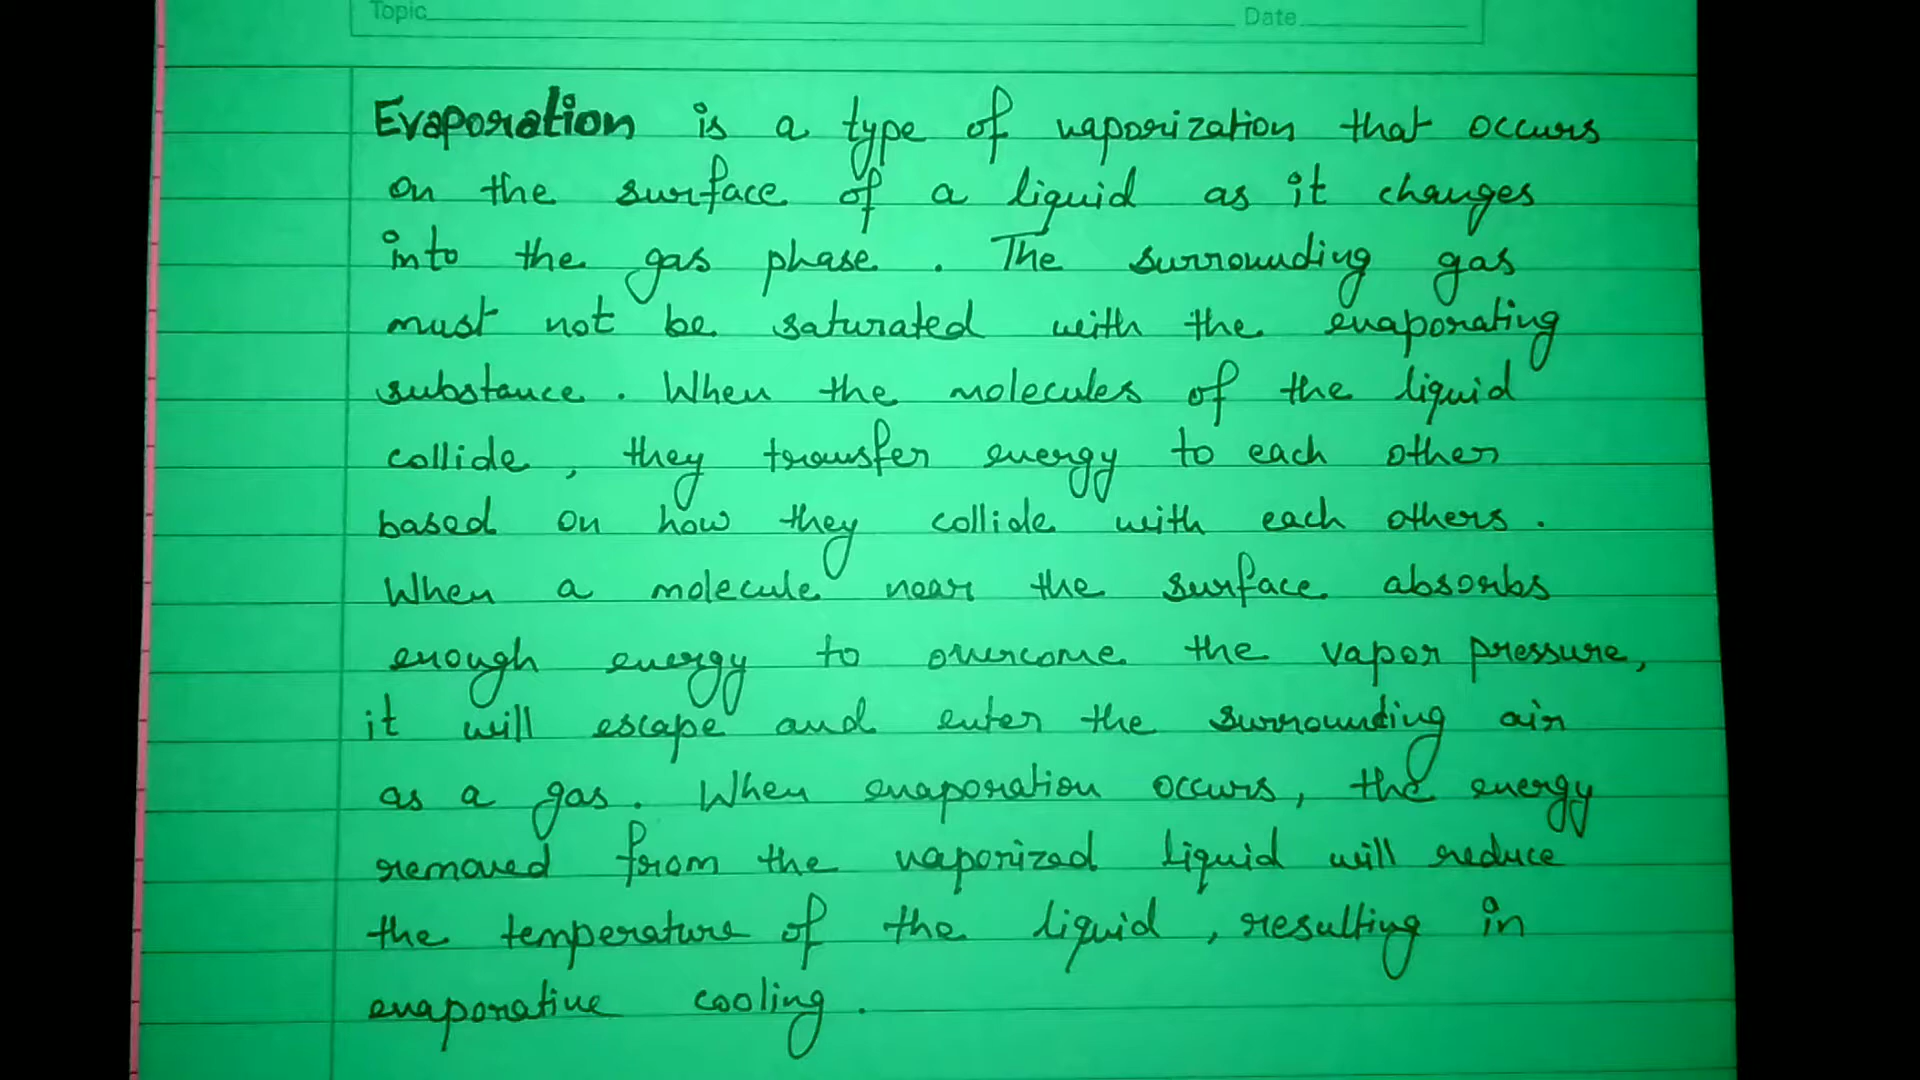 Topic Date
Evaporation is a type of vaporization that occurs
on the surface of a liquid as it changes
into the gas phase . The surrounding gas
must not be saturated with the evaporating
substance . When the molecules of the liquid
collide , they transfer energy to each other
based on how they collide with each others .
When a molecule near the surface absorbs
enough energy to overcome the vapor pressure,
it will escape and enter the surrounding air
as a gas . When evaporation occurs, the energy
removed from the vaporized liquid will reduce
the temperature of the liquid , resulting in
evaporative cooling .